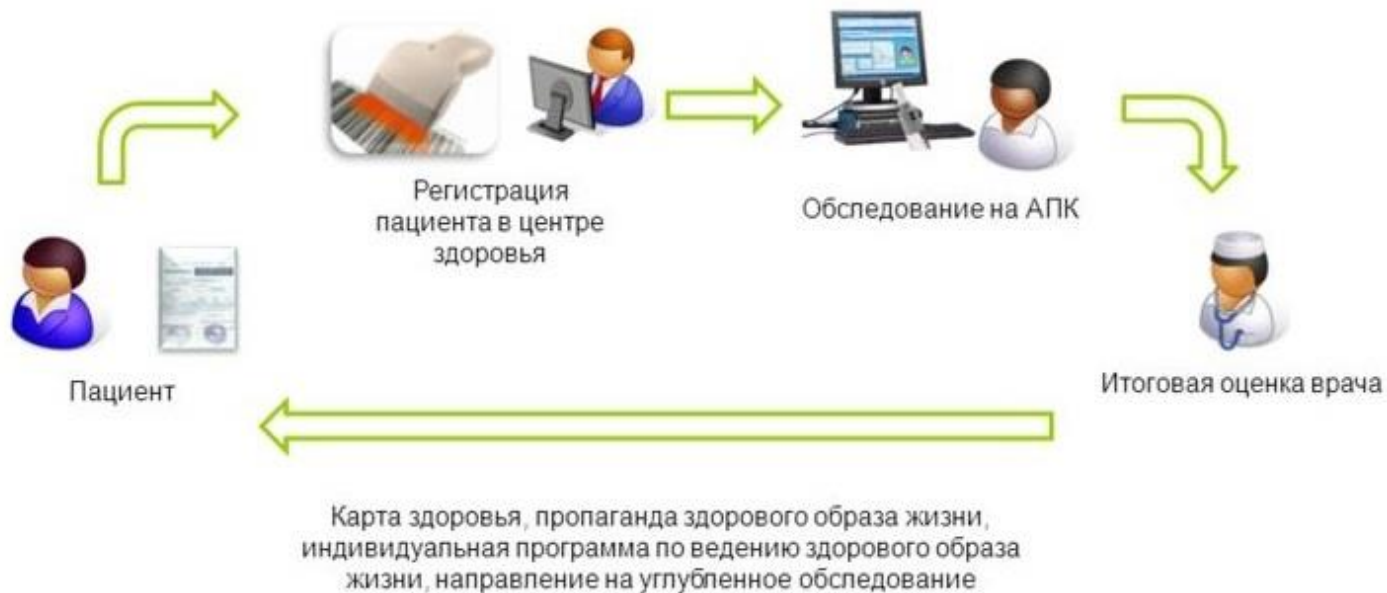 Регистрация
пациента в центре
здоровья
Обследование на АПК
Пациент
Итоговая оценка врача
Карта здоровья, пропаганда здорового образа жизни,
индивидуальная программа по ведению здорового образа
жизни, направление на углубленное обследование